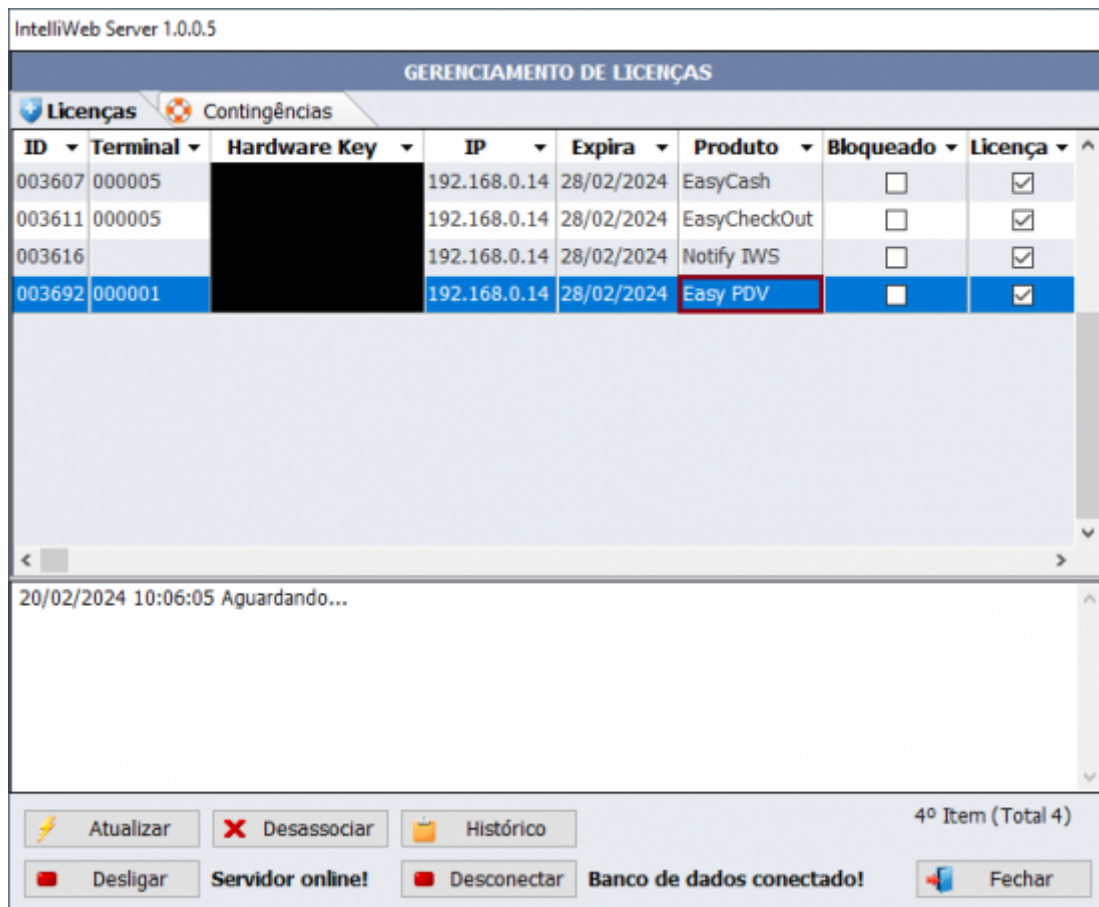 IntelliWeb Server 1.0.0.5
GERENCIAMENTO DE LICENÇAS
Licenças Contingências
ID Terminal Hardware Key IP Expira Produto Bloqueado Licença
003607 000005 192.168.0.14 28/02/2024 EasyCash
003611 000005 192.168.0.14 28/02/2024 EasyCheckOut
003616 192.168.0.14 28/02/2024 Notify IWS
003692 000001 192.168.0.14 28/02/2024 Easy PDV
20/02/2024 10:06:05 Aguardando...
Atualizar Desassociar Histórico 4º Item (Total 4)
Desligar Servidor online! Desconectar Banco de dados conectado! Fechar